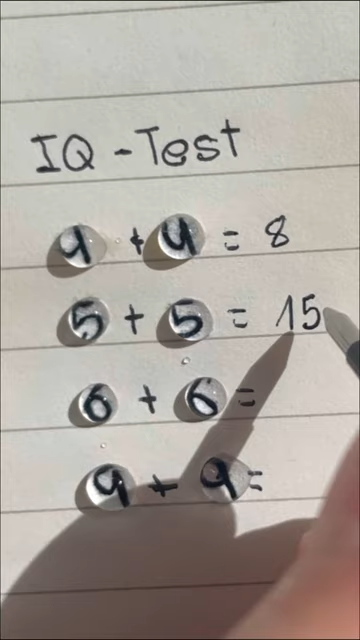 IQ - Test
4 + 4 = 8
5 + 5 = 15
6 + 6 =
9 + 9 =